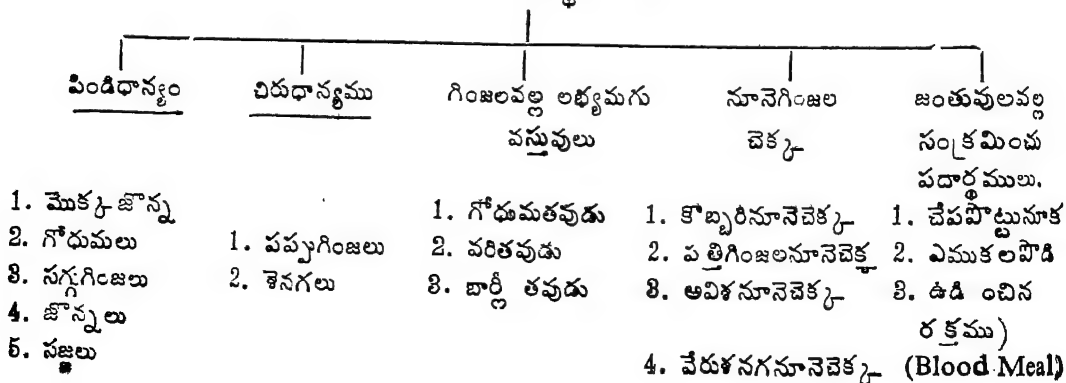 పిండిధాన్యం
చిరుధాన్యము
గింజలవల్ల లభ్యమగు
వస్తువులు
నూనెగింజల
చెక్క
జంతువులవల్ల
సంక్రమించు
పదార్థములు.
1. మొక్కజొన్న
2. గోధుమలు
3. సగ్గుగింజలు
4. జొన్నలు
5. సజ్జలు
1. పప్పుగింజలు
2. శెనగలు
1. గోధుమతవుడు
2. వరితవుడు
3. బార్లీ తవుడు
1. కొబ్బరినూనెచెక్క
2. పత్తిగింజలనూనెచెక్క
3. అవిశనూనెచెక్క
4. వేరుశనగనూనెచెక్క
1. చేపపొట్టునూక
2. ఎముకలపొడి
3. ఉడి ంచిన
రక్తము)
(Blood Meal)